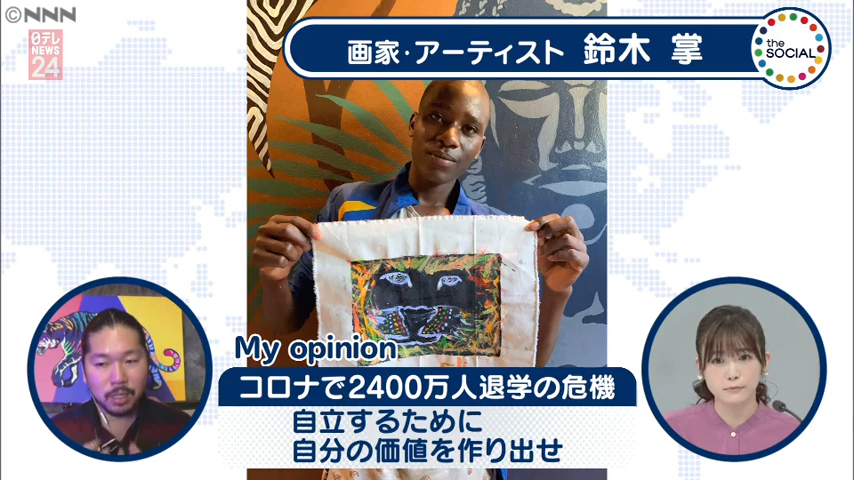 ©NNN
日テレ
NEWS
24
画家・アーティスト 鈴木 掌
the
SOCIAL
My opinion
コロナで2400万人退学の危機
自立するために
自分の価値を作り出せ